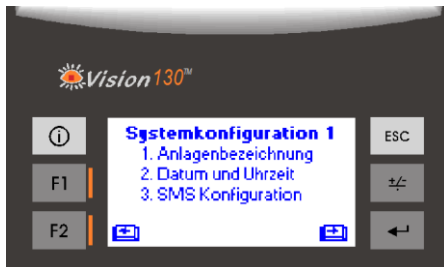 Vision130™
Systemkonfiguration 1
1. Anlagenbezeichnung
2. Datum und Uhrzeit
3. SMS Konfiguration
ESC
F1
+/-
F2